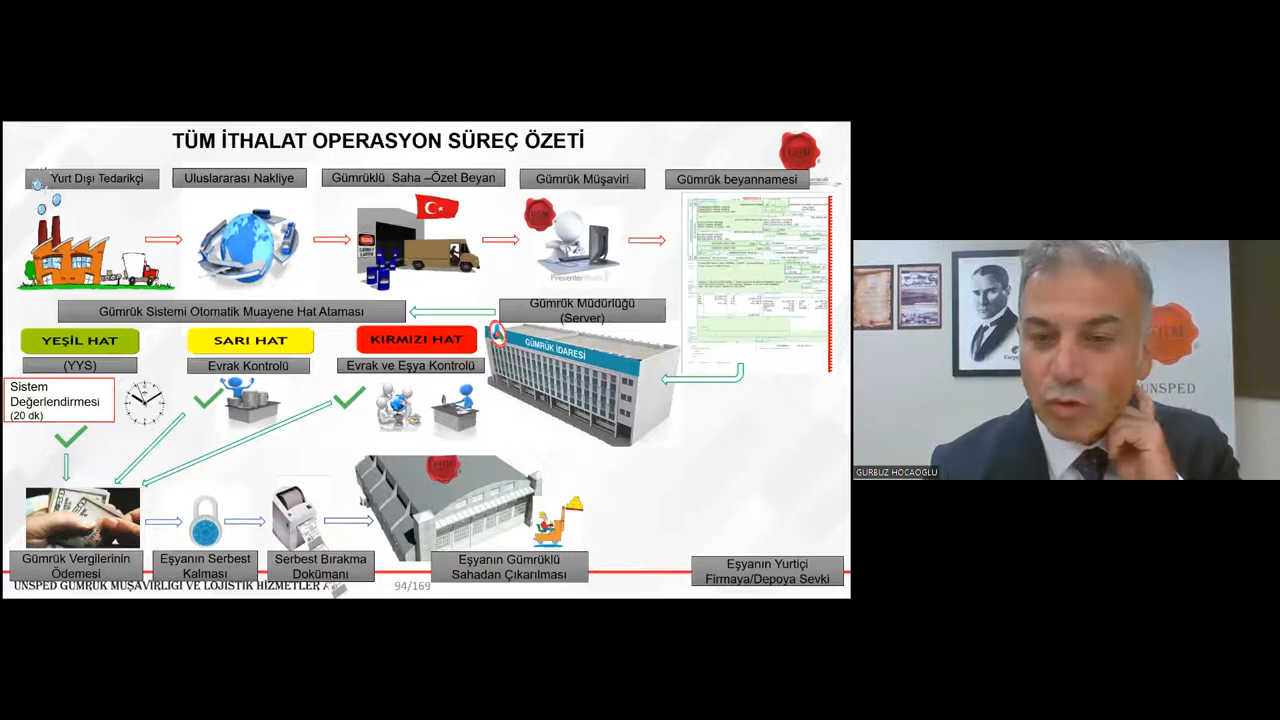 TÜM İTHALAT OPERASYON SÜREÇ ÖZETİ
Yurt Dışı Tedarikçi
Uluslararası Nakliye
Gümrüklü Saha –Özet Beyan
Gümrük Müşaviri
Gümrük beyannamesi
UGM
PresenterMedia
Gümrük Sistemi Otomatik Muayene Hat Ataması
Gümrük Müdürlüğü
(Server)
YEŞİL HAT
SARI HAT
KIRMIZI HAT
GÜMRÜK İDARESİ
(YYS)
Evrak Kontrolü
Evrak ve Eşya Kontrolü
Sistem
Değerlendirmesi
(20 dk)
Gümrük Vergilerinin
Ödemesi
Eşyanın Serbest
Kalması
Serbest Bırakma
Dokümanı
Eşyanın Gümrüklü
Sahadan Çıkarılması
Eşyanın Yurtiçi
Firmaya/Depoya Sevki
UNSPED GÜMRÜK MÜŞAVİRLİĞİ VE LOJİSTİK HİZMETLER A
94/169
UNSPED
GURBUZ HOCAOGLU